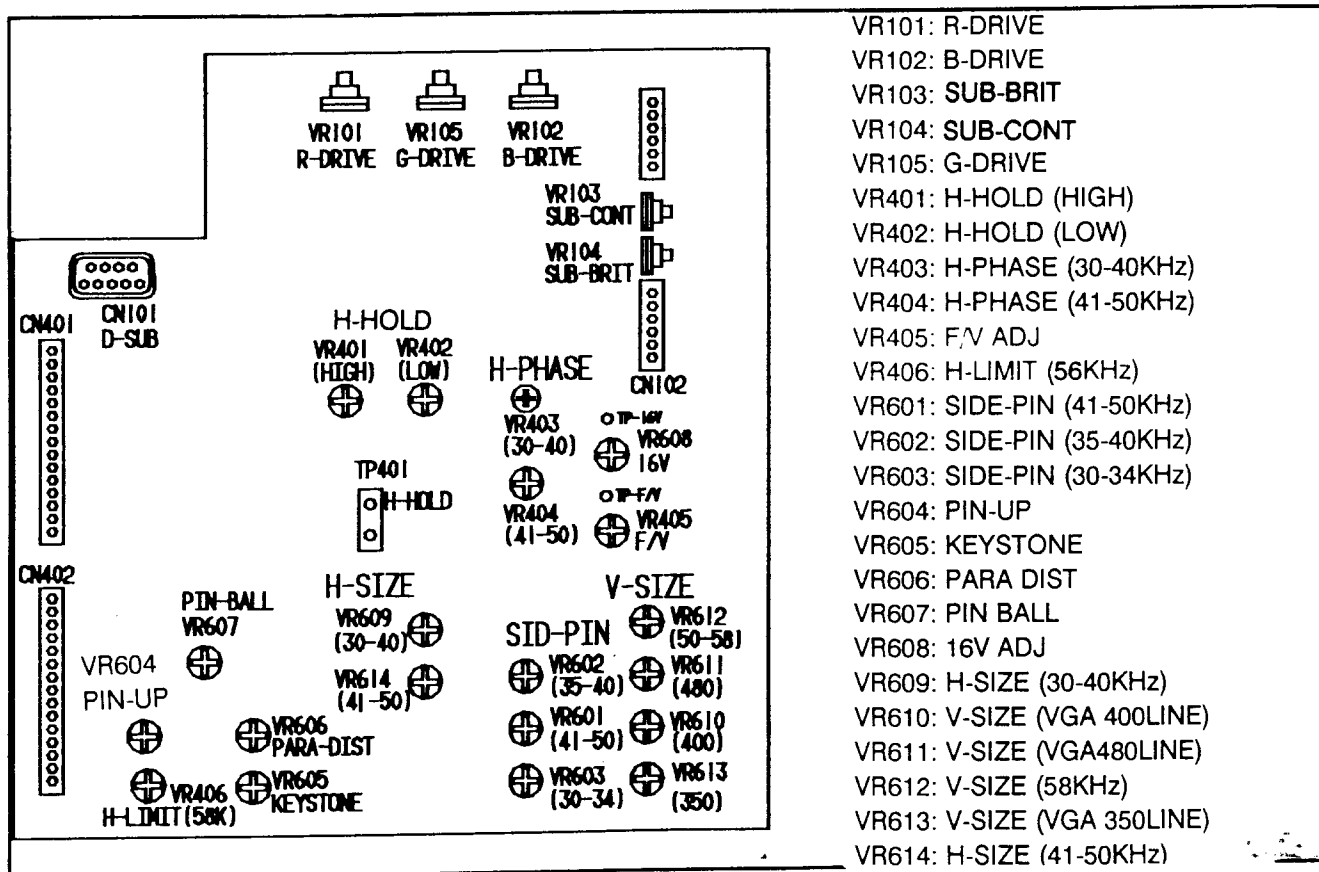 VR101
R-DRIVE
VR105
G-DRIVE
VR102
B-DRIVE
VR103
SUB-CONT
VR104
SUB-BRIT
CN101
D-SUB
CN401
H-HOLD
VR401
(HIGH)
VR402
(LOW)
H-PHASE
CN102
VR403
(30-40)
TP-16V
VR608
16V
TP401
H-HOLD
VR404
(41-50)
TP-F/V
VR405
F/V
CN402
PIN-BALL
VR607
H-SIZE
VR609
(30-40)
VR614
(41-50)
V-SIZE
VR612
(50-58)
SID-PIN
VR602
(35-40)
VR611
(480)
VR601
(41-50)
VR610
(400)
VR603
(30-34)
VR613
(350)
VR604
PIN-UP
VR606
PARA-DIST
VR406
H-LIMIT(58K)
VR605
KEYSTONE
VR101: R-DRIVE
VR102: B-DRIVE
VR103: SUB-BRIT
VR104: SUB-CONT
VR105: G-DRIVE
VR401: H-HOLD (HIGH)
VR402: H-HOLD (LOW)
VR403: H-PHASE (30-40KHz)
VR404: H-PHASE (41-50KHz)
VR405: F/V ADJ
VR406: H-LIMIT (56KHz)
VR601: SIDE-PIN (41-50KHz)
VR602: SIDE-PIN (35-40KHz)
VR603: SIDE-PIN (30-34KHz)
VR604: PIN-UP
VR605: KEYSTONE
VR606: PARA DIST
VR607: PIN BALL
VR608: 16V ADJ
VR609: H-SIZE (30-40KHz)
VR610: V-SIZE (VGA 400LINE)
VR611: V-SIZE (VGA480LINE)
VR612: V-SIZE (58KHz)
VR613: V-SIZE (VGA 350LINE)
VR614: H-SIZE (41-50KHz)